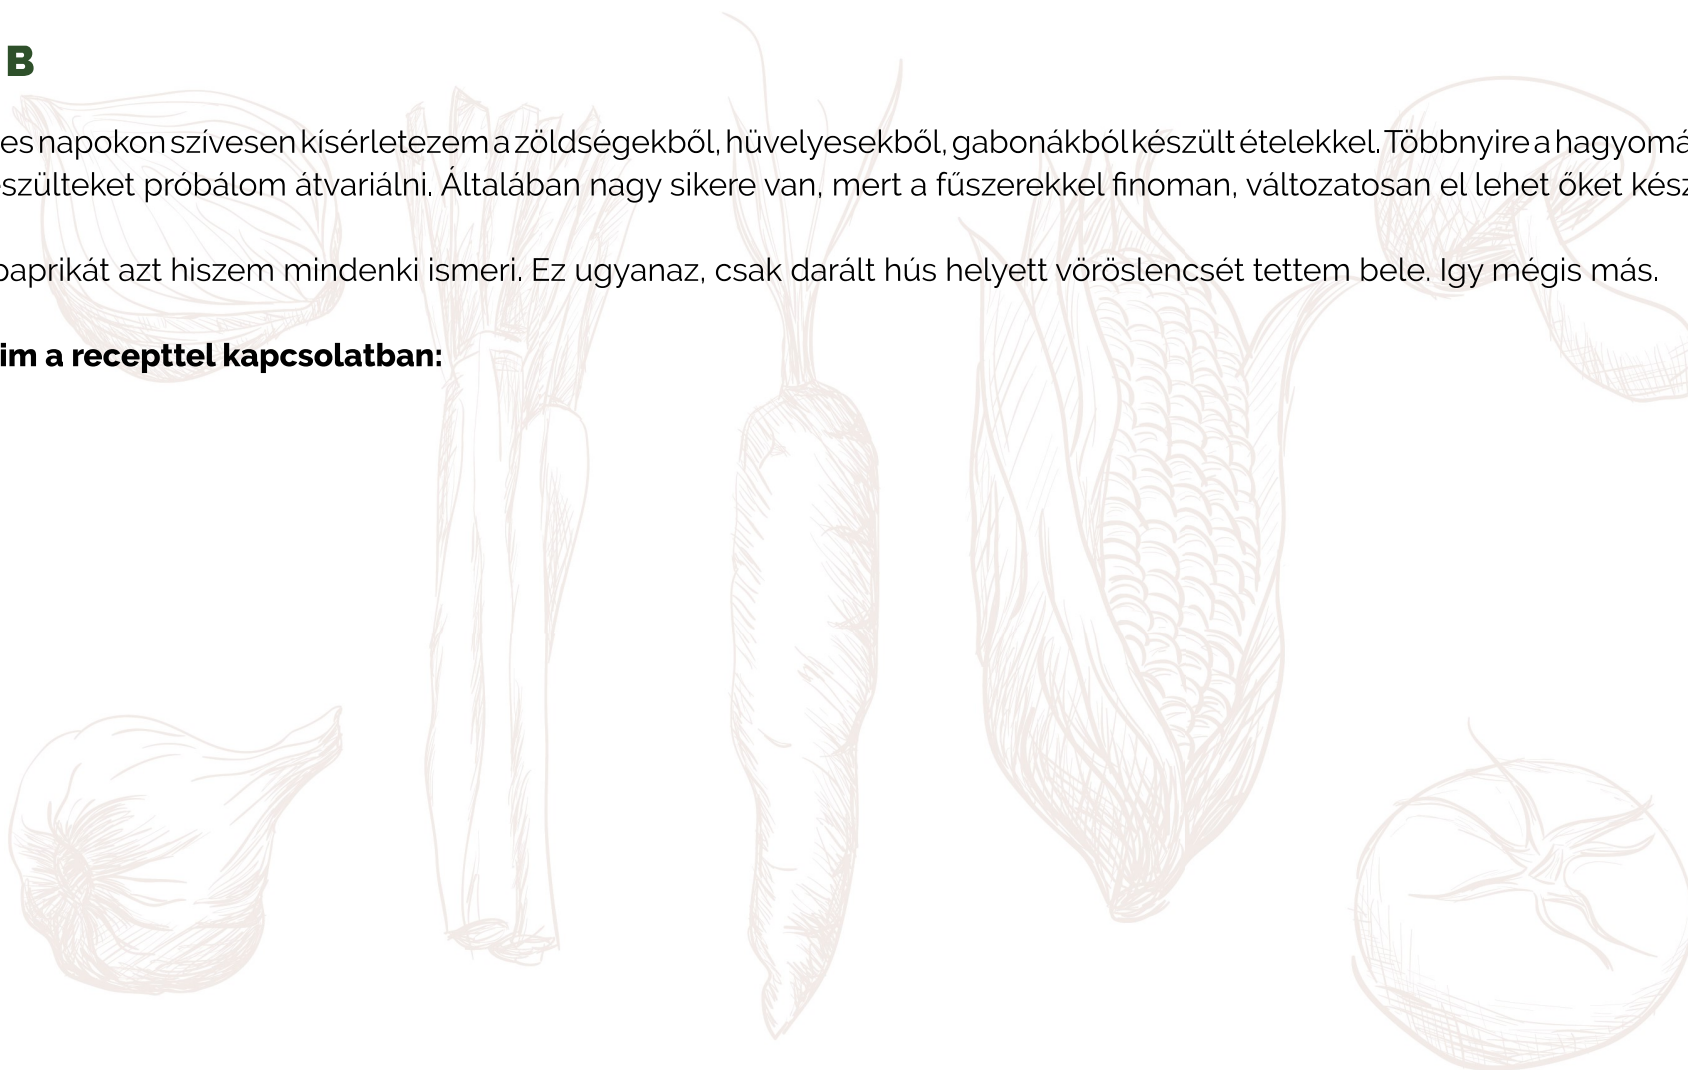 B
es napokon szívesen kísérletezem a zöldségekből, hüvelyesekből, gabonákból készült ételekkel. Többnyire a hagyomá
szülteket próbálom átvariálni. Általában nagy sikere van, mert a fűszerekkel finoman, változatosan el lehet őket kész
paprikát azt hiszem mindenki ismeri. Ez ugyanaz, csak darált hús helyett vöröslencsét tettem bele. Igy mégis más.
im a recepttel kapcsolatban: